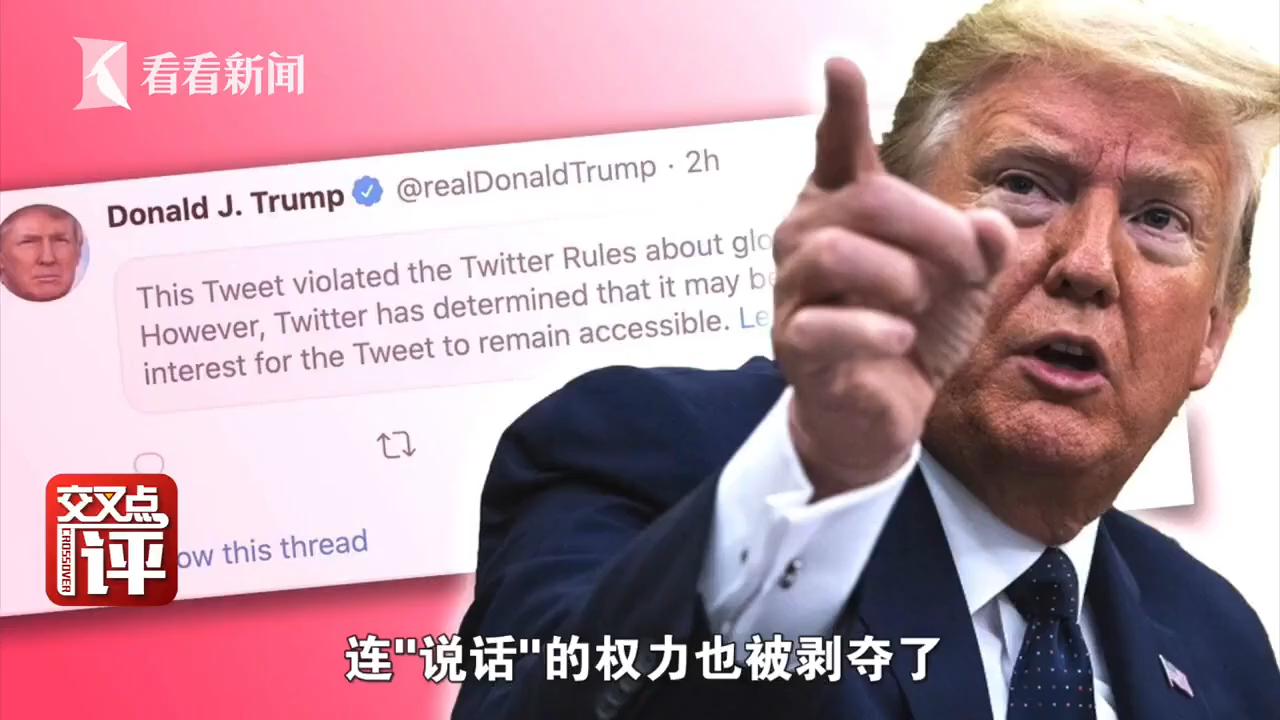 看看新闻
Donald J. Trump @realDonaldTrump · 2h
This Tweet violated the Twitter Rules about
However, Twitter has determined that it may
interest for the Tweet to remain accessible.
this thread
交叉点
CROSSOVER
评
连"说话"的权力也被剥夺了